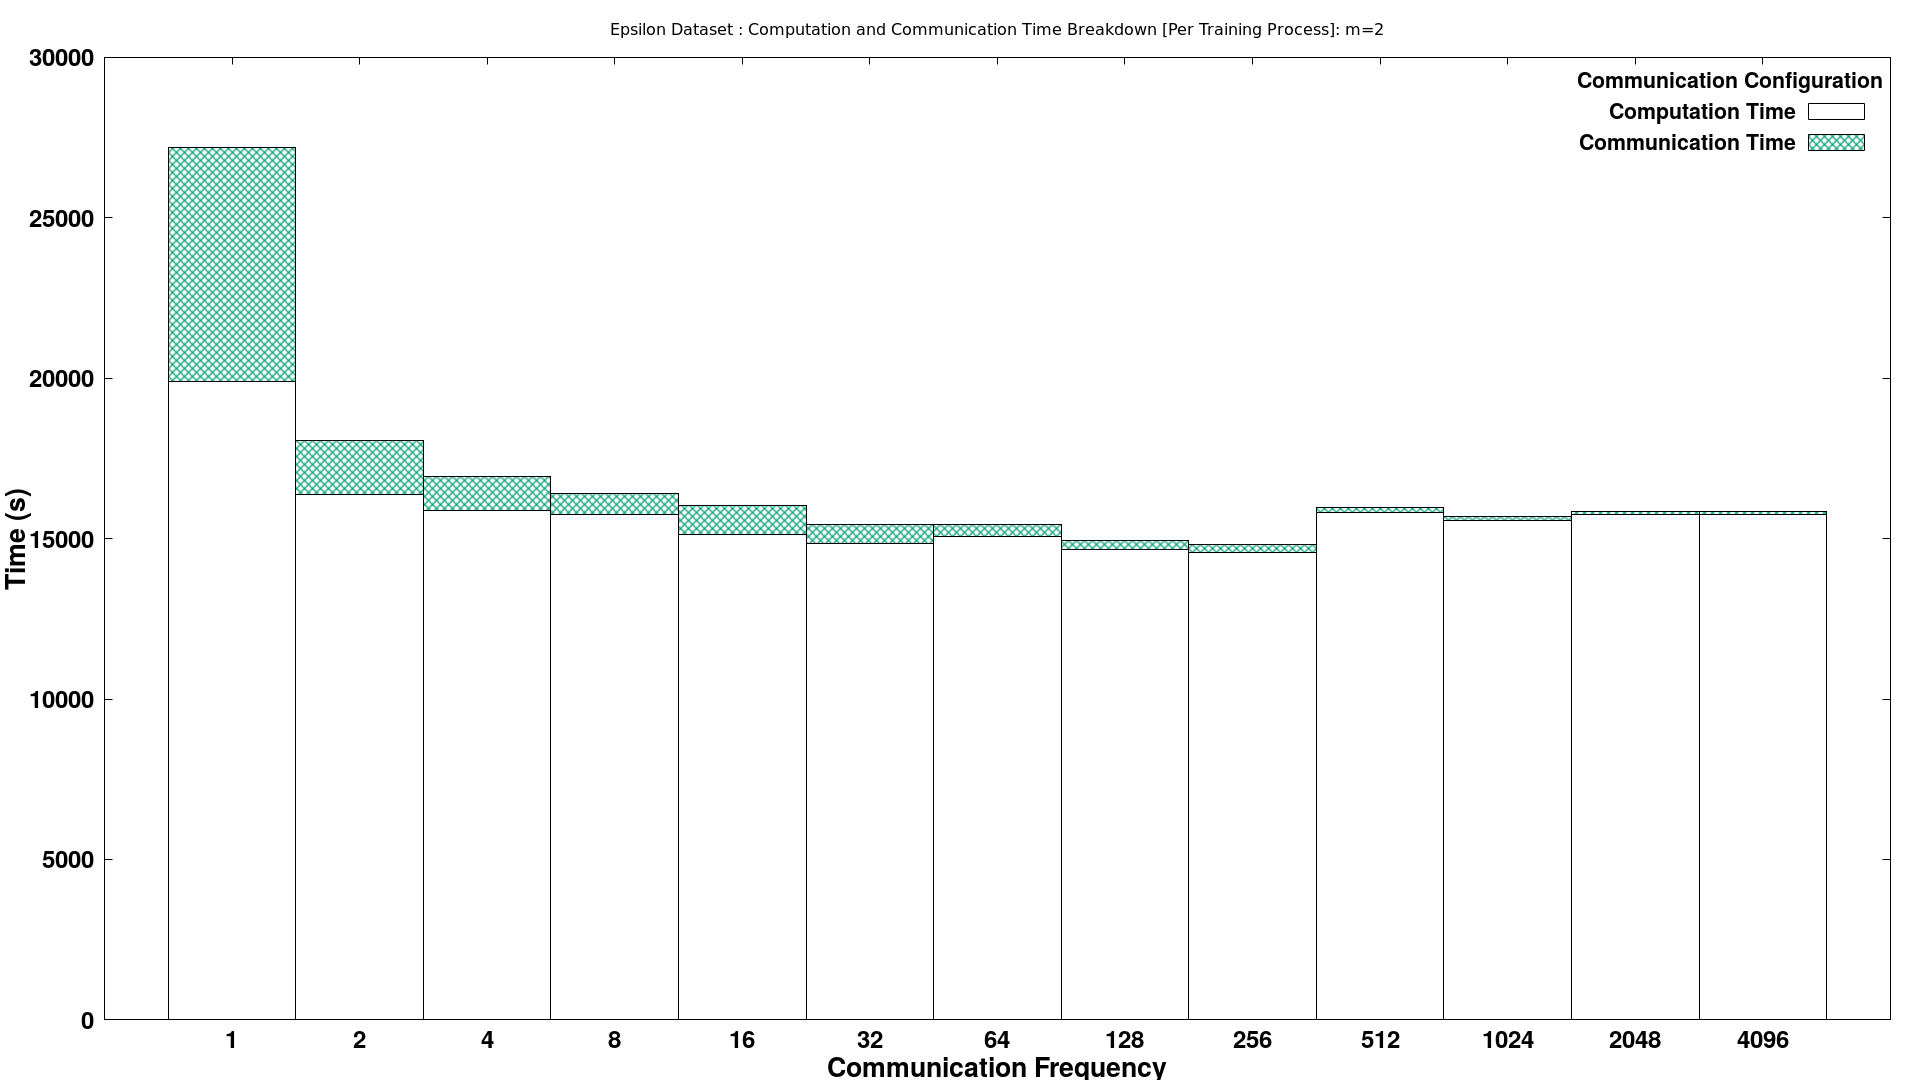 Epsilon Dataset : Computation and Communication Time Breakdown [Per Training Process]: m=2
Communication Configuration
Computation Time
Communication Time
30000
25000
20000
15000
10000
5000
0
Time (s)
1 2 4 8 16 32 64 128 256 512 1024 2048 4096
Communication Frequency